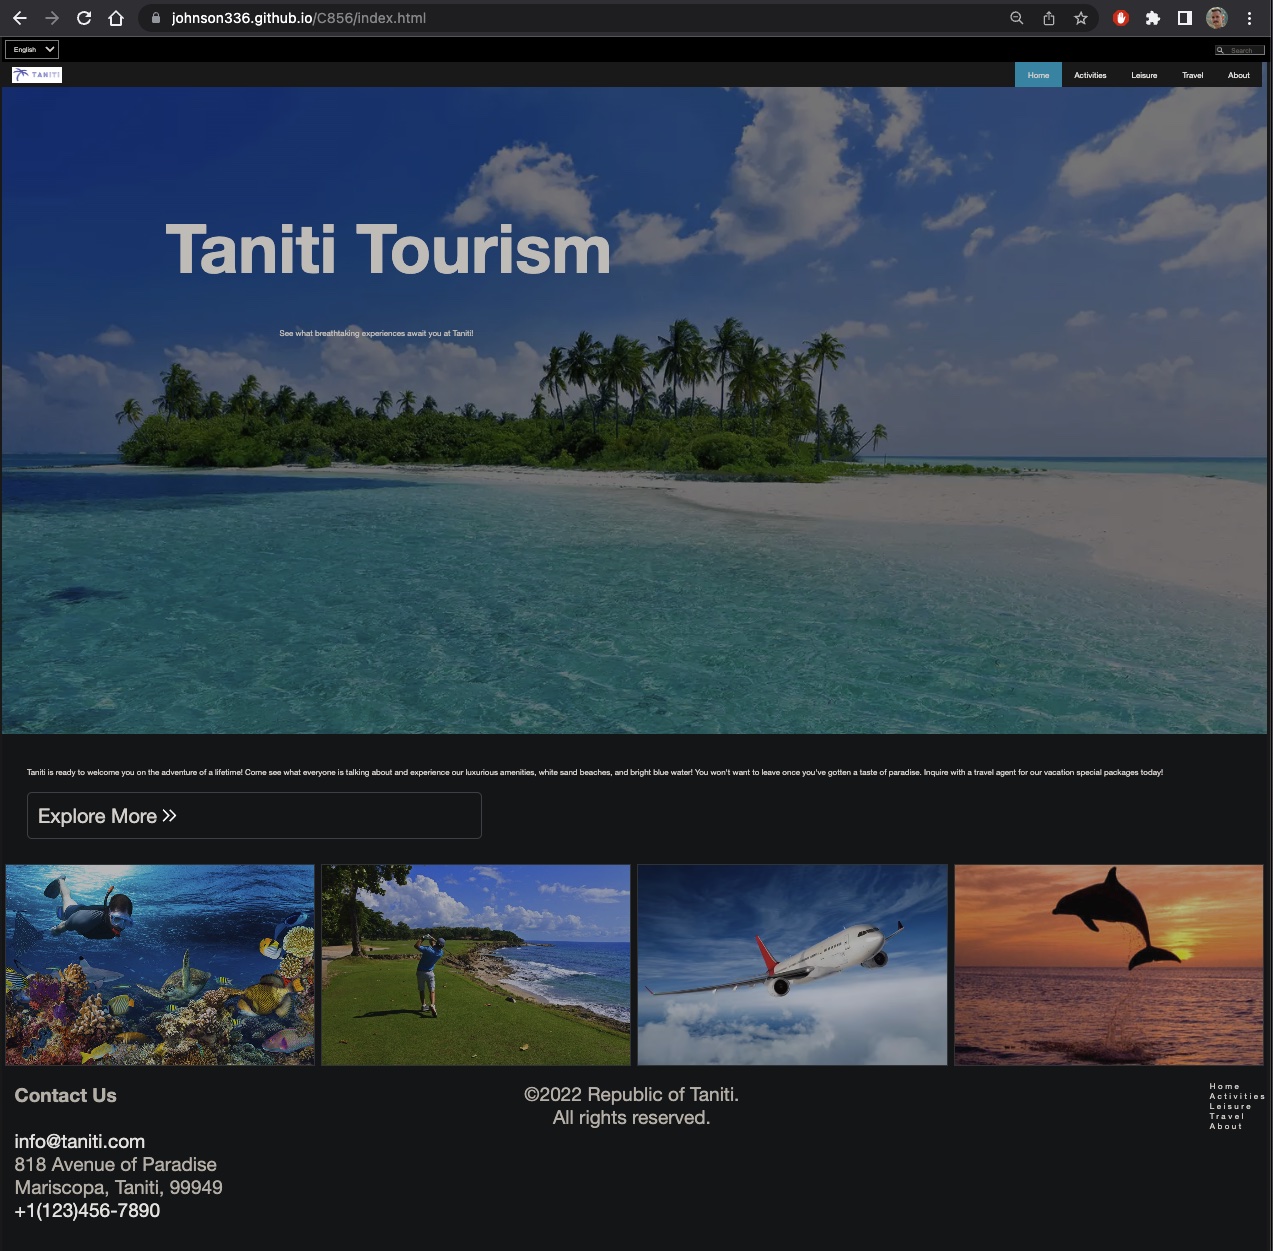 johnson336.github.io/C856/index.html
English
Search
TANITI
Home Activities Leisure Travel About
Taniti Tourism
See what breathtaking experiences await you at Taniti!
Taniti is ready to welcome you on the adventure of a lifetime! Come see what everyone is talking about and experience our luxurious amenities, white sand beaches, and bright blue water! You won't want to leave once you've gotten a taste of paradise. Inquire with a travel agent for our vacation special packages today!
Explore More
Contact Us
info@taniti.com
818 Avenue of Paradise
Mariscopa, Taniti, 99949
+1(123)456-7890
©2022 Republic of Taniti.
All rights reserved.
Home
Activities
Leisure
Travel
About